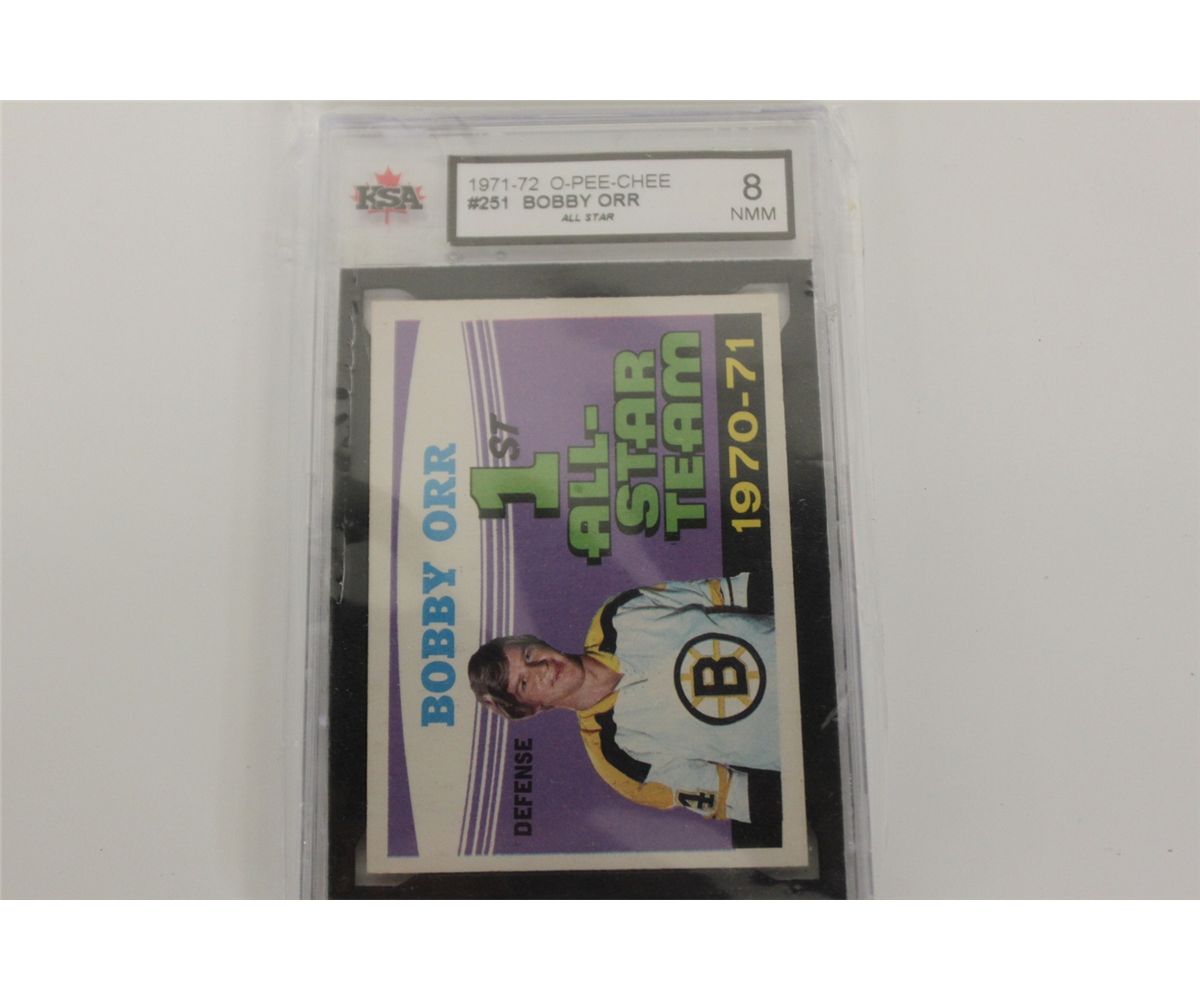 KSA
1971-72 O-PEE-CHEE
#251 BOBBY ORR
ALL STAR
8
NMM
BOBBY ORR
1ST
ALL-
STAR
TEAM
1970-71
DEFENSE
B
4